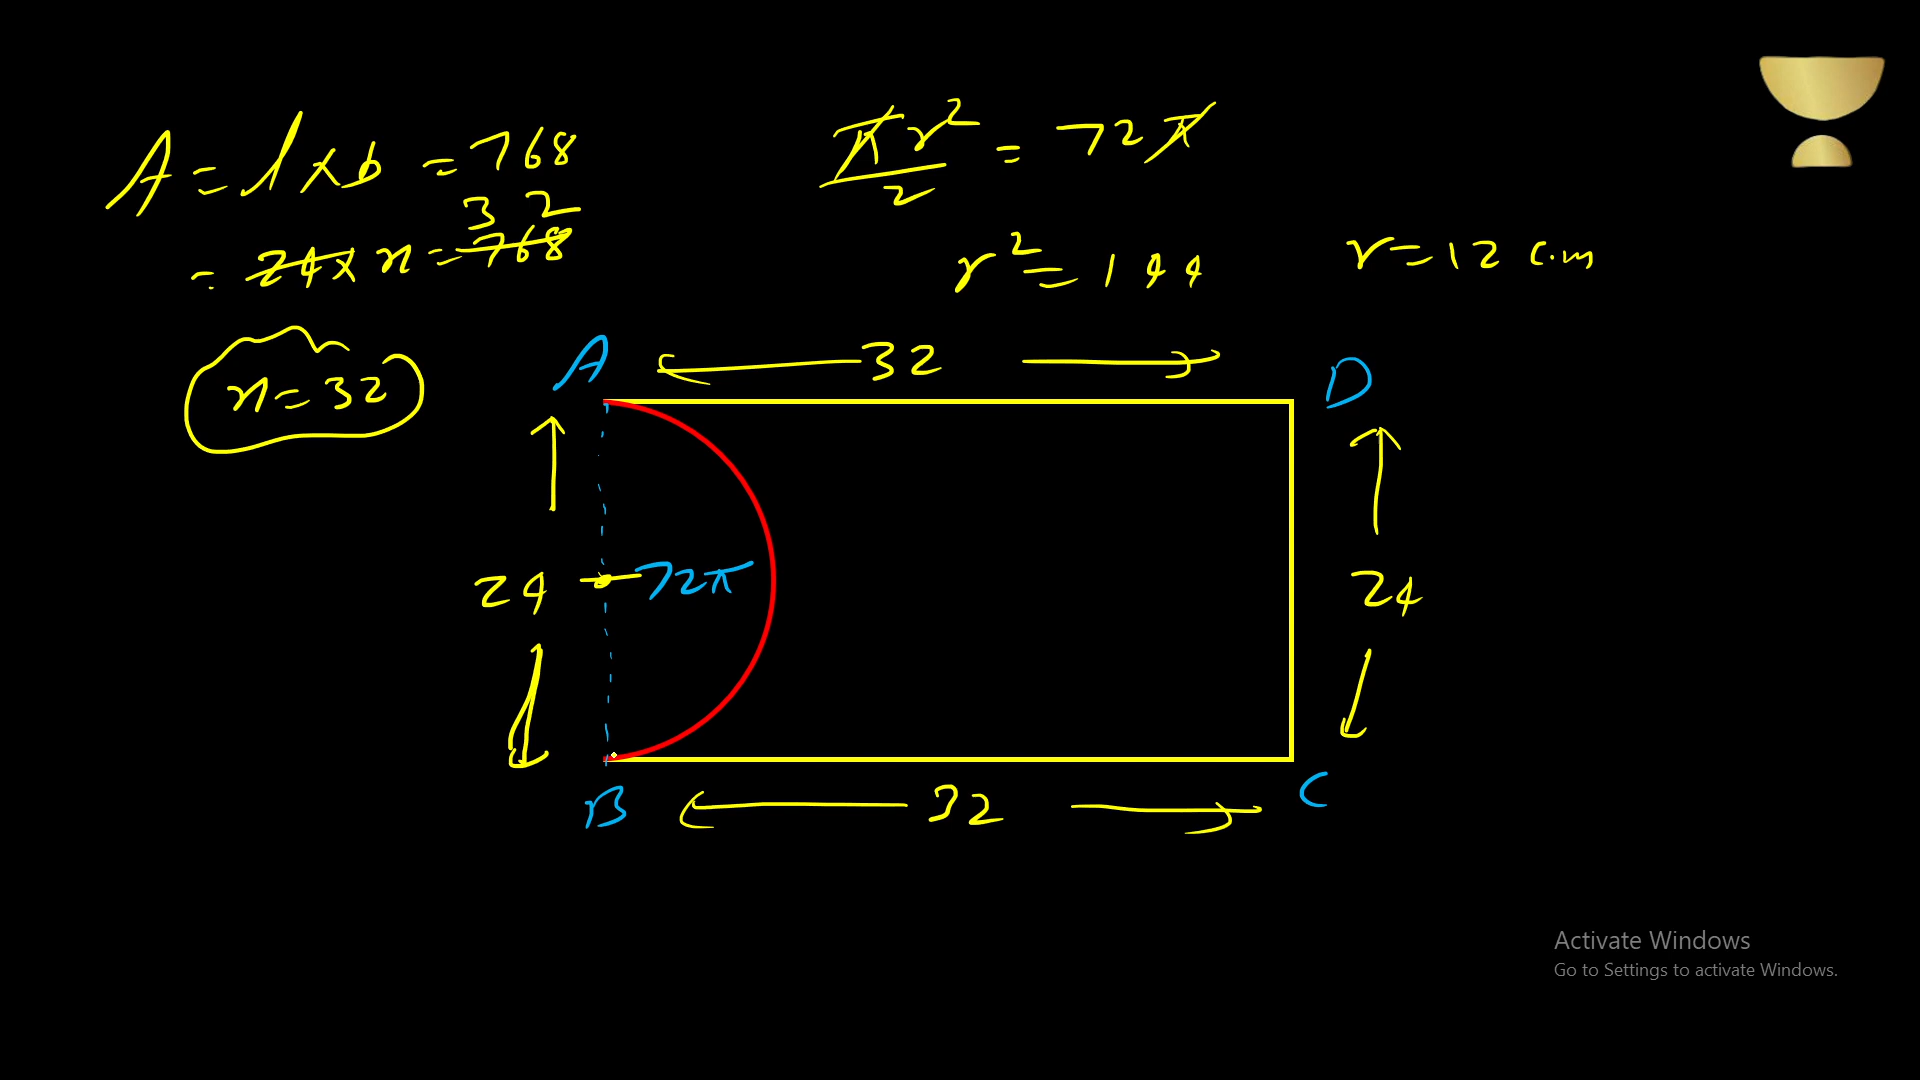 A = l x b = 768
= 24 x n = 768
32
n = 32
πr²/2 = 72π
r² = 144
r = 12 c.m
A
32
D
24
72π
24
B
32
C
Activate Windows
Go to Settings to activate Windows.